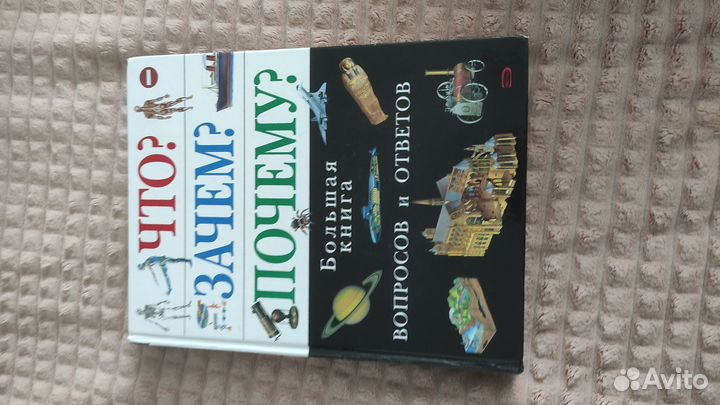 ЧТО?
ЗАЧЕМ?
ПОЧЕМУ?
Большая
книга
ВОПРОСОВ и ОТВЕТОВ
Avito